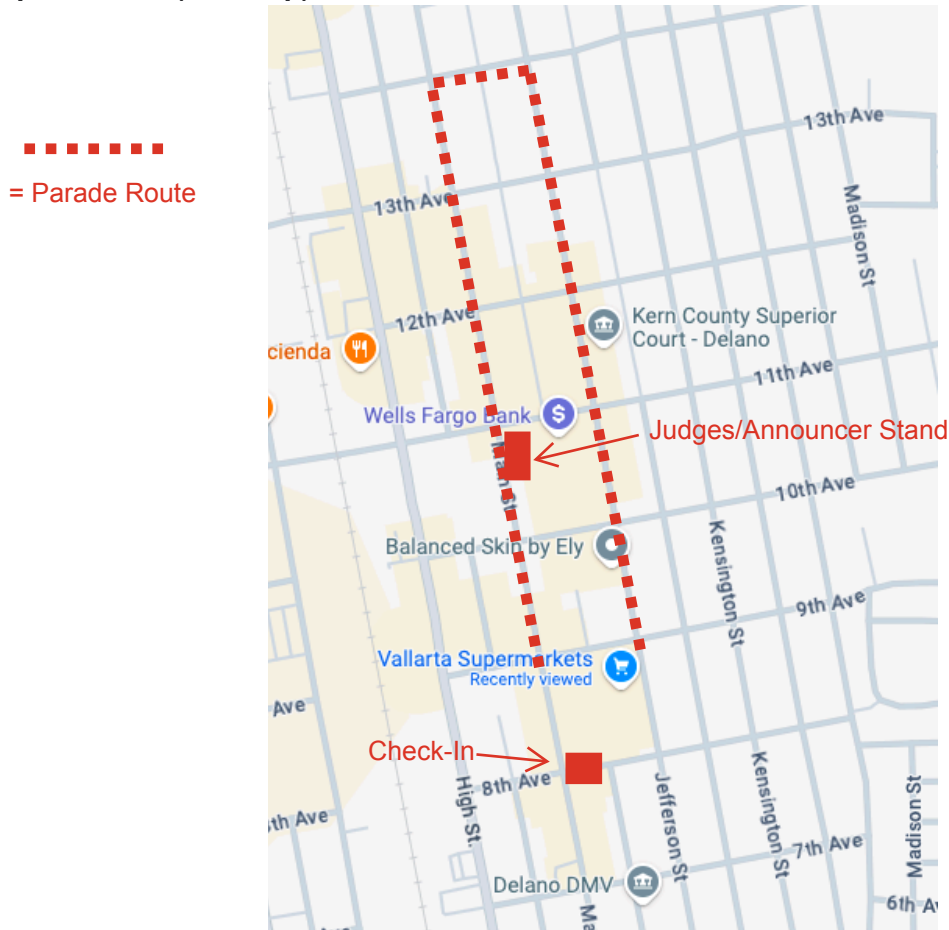 = Parade Route
13th Ave
Madison St
13th Ave
Kern County Superior
Court - Delano
12th Ave
cienda
11th Ave
Wells Fargo Bank
Judges/Announcer Stand
Main St.
10th Ave
Balanced Skin by Ely
Kensington St
9th Ave
Vallarta Supermarkets
Recently viewed
Ave
Check-In
8th Ave
High St.
Jefferson St
Kensington St
Madison St
th Ave
7th Ave
Delano DMV
6th A
Ma